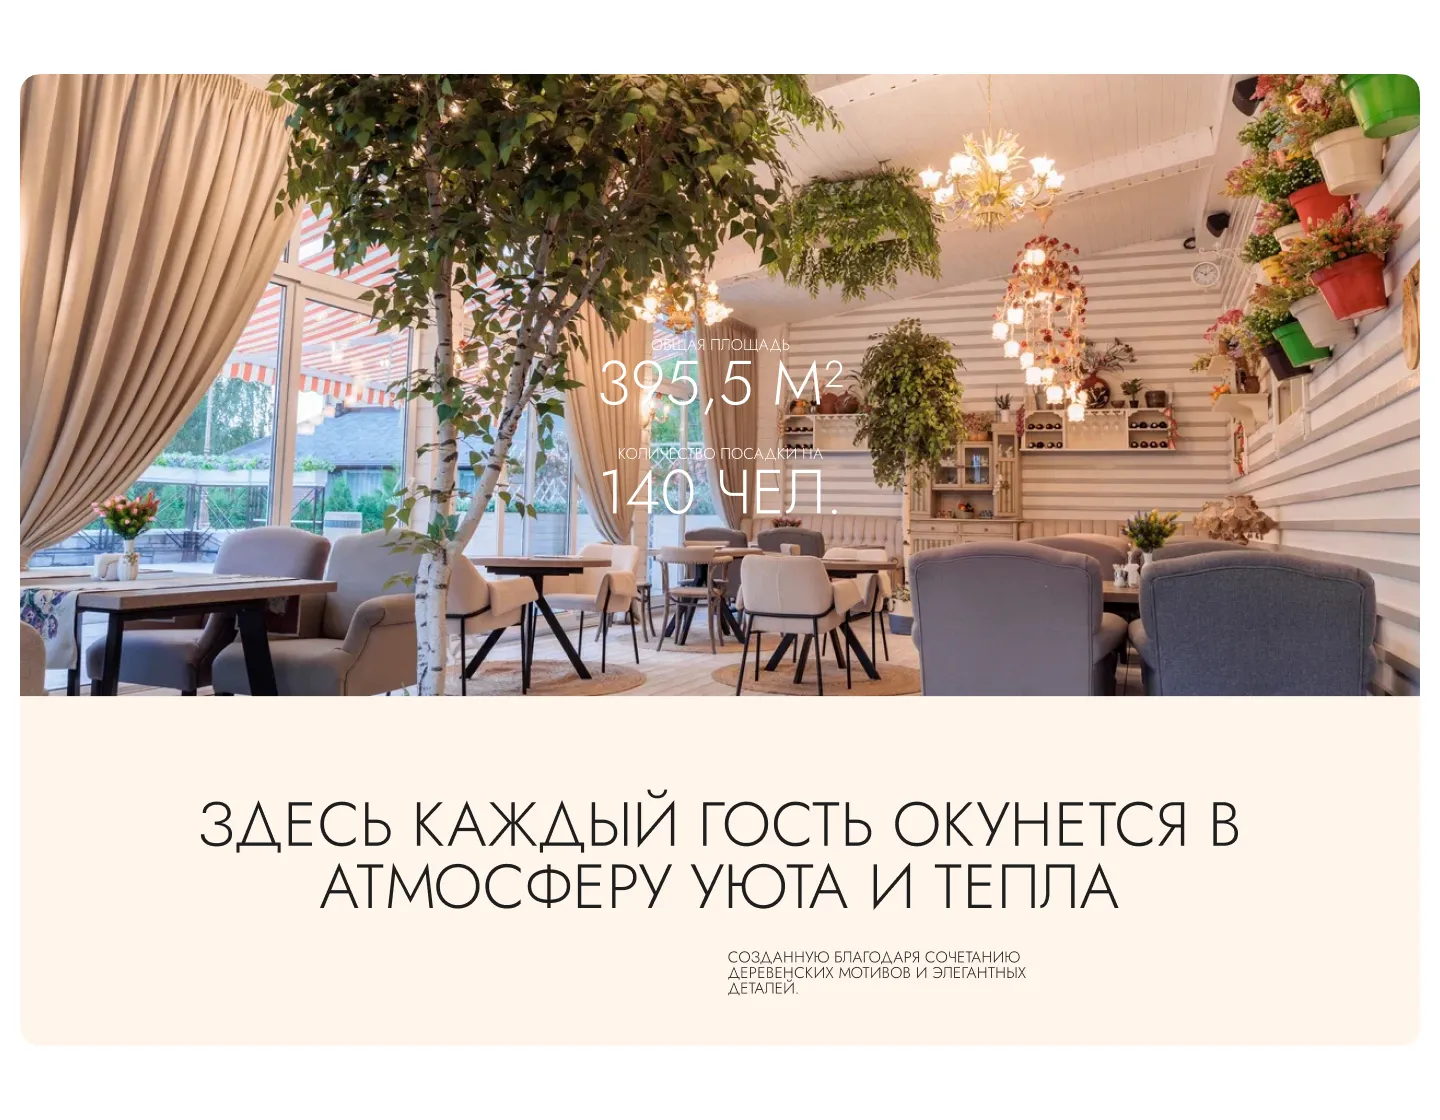 ОБЩАЯ ПЛОЩАДЬ
395,5 М²
КОЛИЧЕСТВО ПОСАДКИ НА
140 ЧЕЛ.
ЗДЕСЬ КАЖДЫЙ ГОСТЬ ОКУНЕТСЯ В
АТМОСФЕРУ УЮТА И ТЕПЛА
СОЗДАННУЮ БЛАГОДАРЯ СОЧЕТАНИЮ
ДЕРЕВЕНСКИХ МОТИВОВ И ЭЛЕГАНТНЫХ
ДЕТАЛЕЙ.